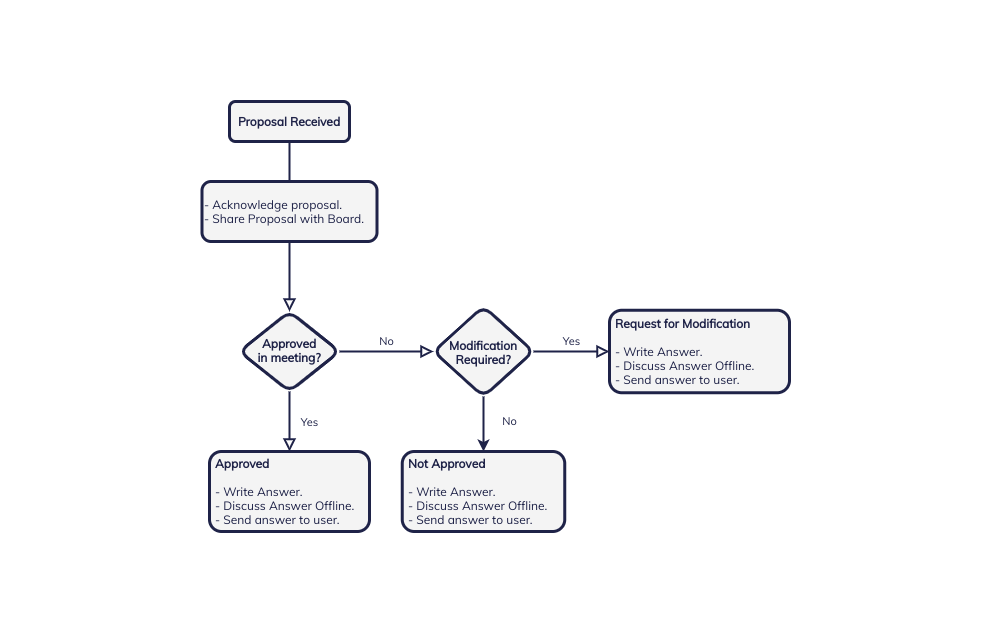 Proposal Received
- Acknowledge proposal.
- Share Proposal with Board.
Approved
in meeting?
No
Modification
Required?
Yes
Request for Modification
- Write Answer.
- Discuss Answer Offline.
- Send answer to user.
Yes
No
Approved
- Write Answer.
- Discuss Answer Offline.
- Send answer to user.
Not Approved
- Write Answer.
- Discuss Answer Offline.
- Send answer to user.